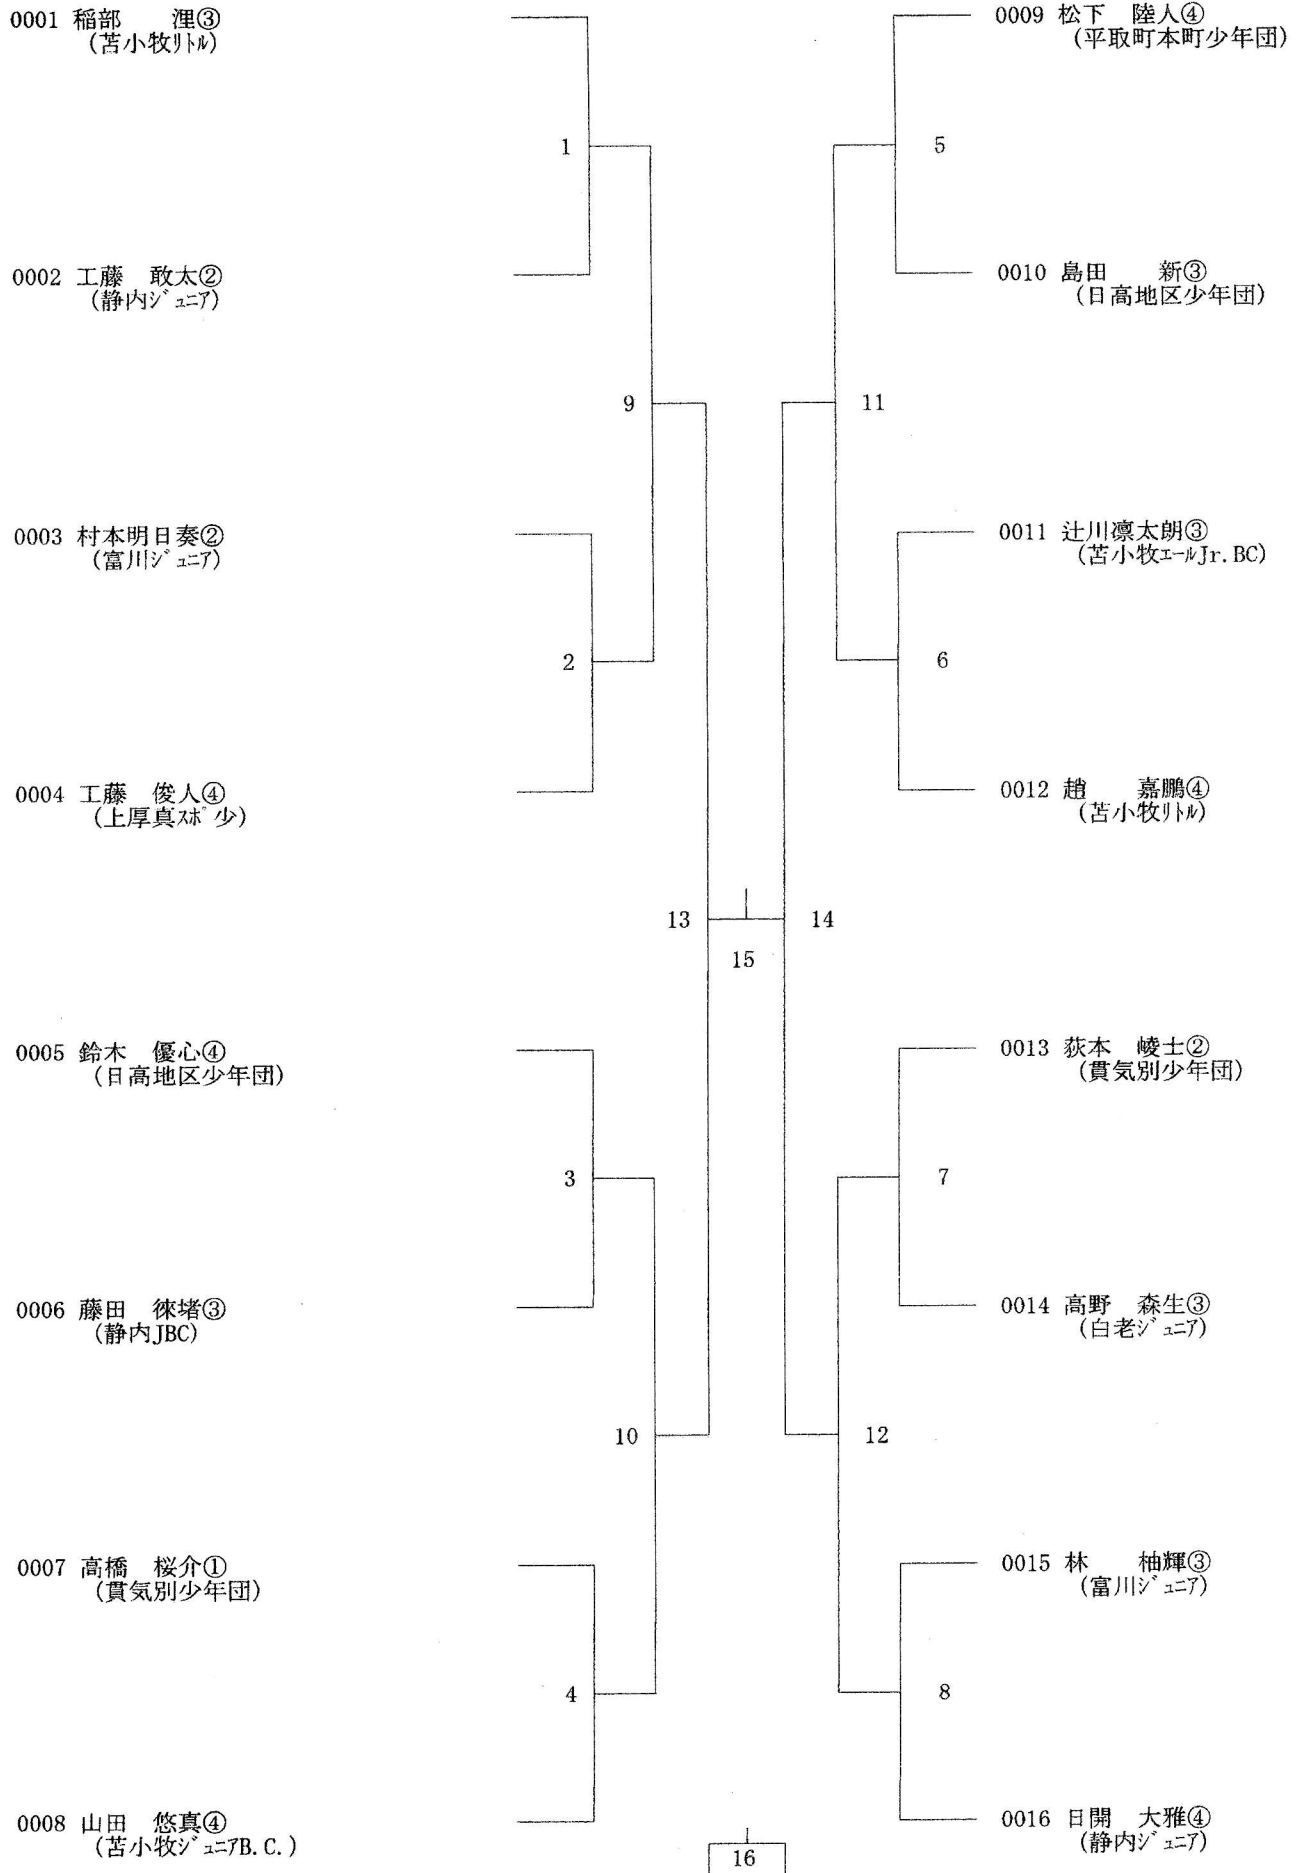 0001 稲部　　浬③
(苫小牧ﾘﾄﾙ)
1
0002 工藤　敢太②
(静内ｼﾞｭﾆｱ)
9
0003 村本明日奏②
(富川ｼﾞｭﾆｱ)
2
0004 工藤　俊人④
(上厚真ｽﾎﾟ少)
13
0005 鈴木　優心④
(日高地区少年団)
3
0006 藤田　徠堵③
(静内JBC)
10
0007 高橋　桜介①
(貫気別少年団)
4
0008 山田　悠真④
(苫小牧ｼﾞｭﾆｱB.C.)
15
16
0009 松下　陸人④
(平取町本町少年団)
5
0010 島田　　新③
(日高地区少年団)
11
0011 辻川凛太朗③
(苫小牧ｴｰﾙJr.BC)
6
0012 趙　　嘉鵬④
(苫小牧ﾘﾄﾙ)
14
0013 荻本　崚士②
(貫気別少年団)
7
0014 高野　森生③
(白老ｼﾞｭﾆｱ)
12
0015 林　　柚輝③
(富川ｼﾞｭﾆｱ)
8
0016 日開　大雅④
(静内ｼﾞｭﾆｱ)